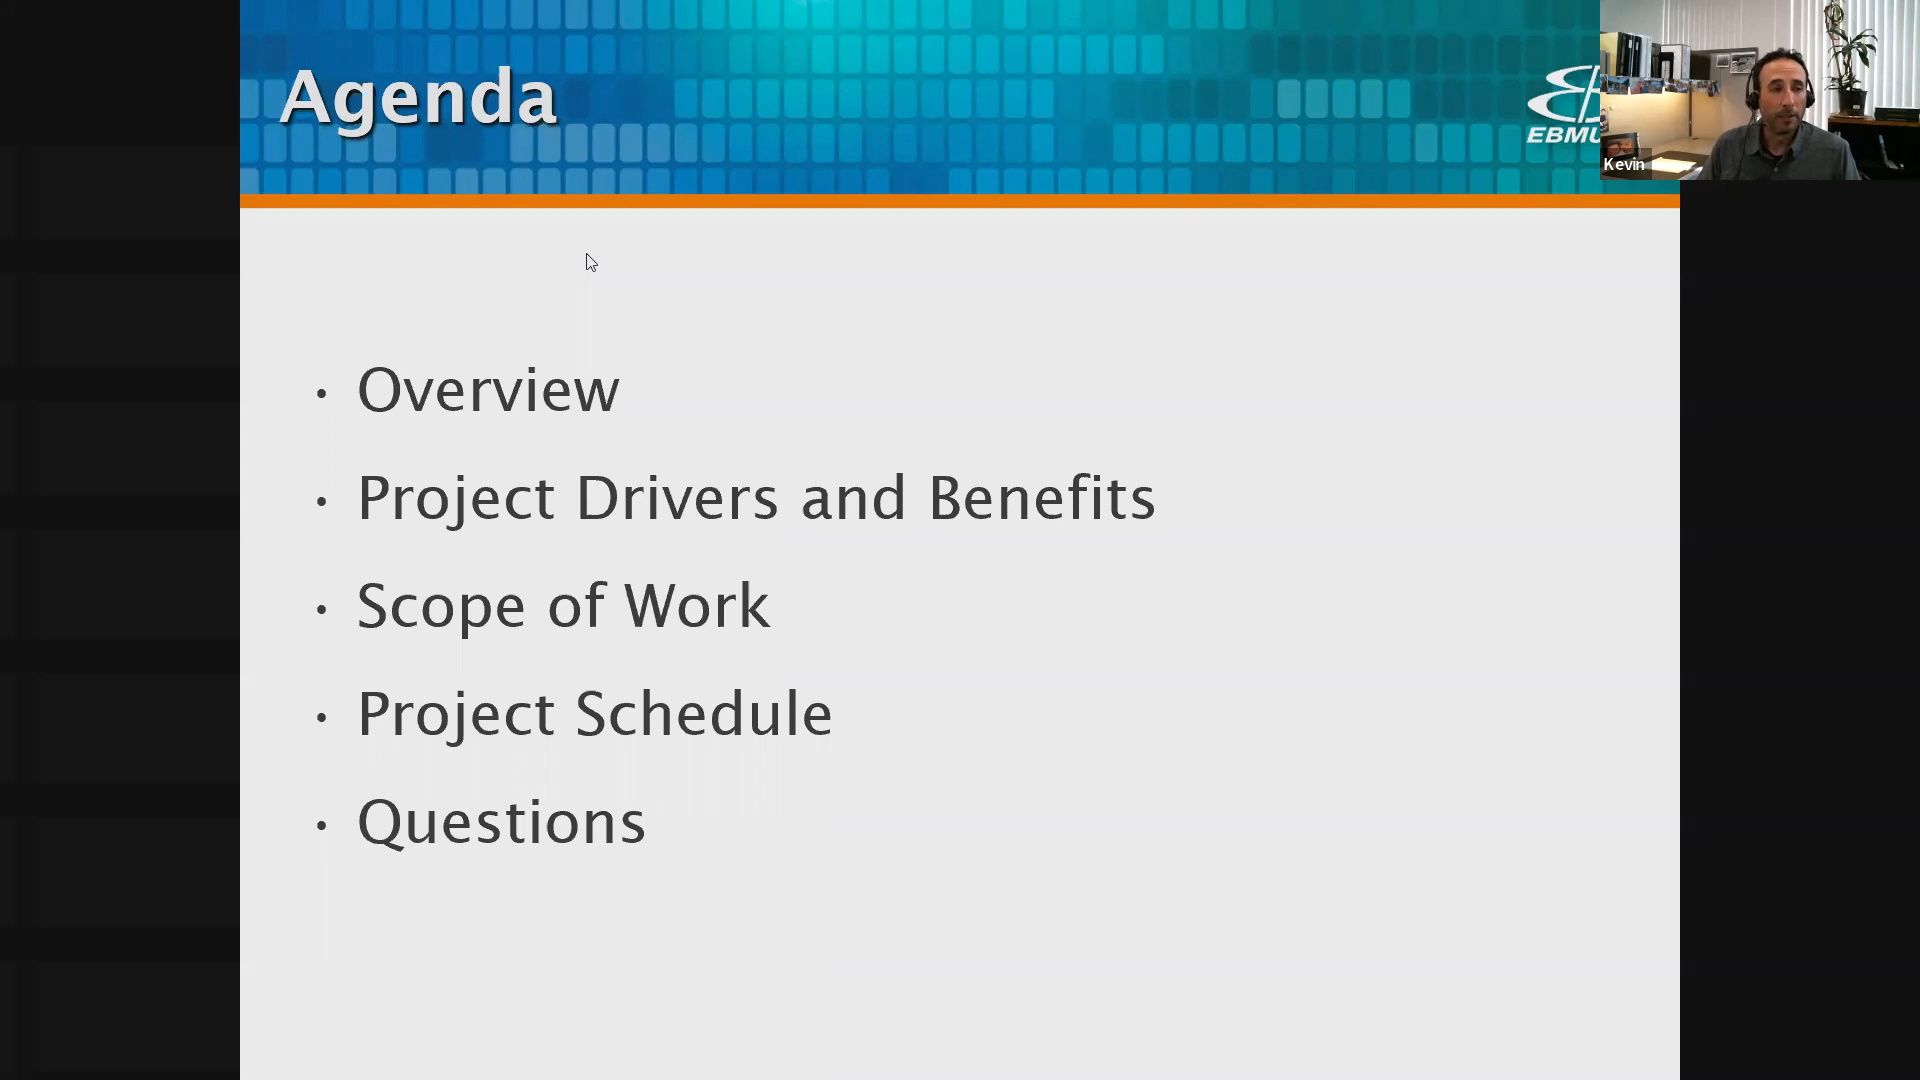 Agenda
EBMU
Kevin
• Overview
• Project Drivers and Benefits
• Scope of Work
• Project Schedule
• Questions